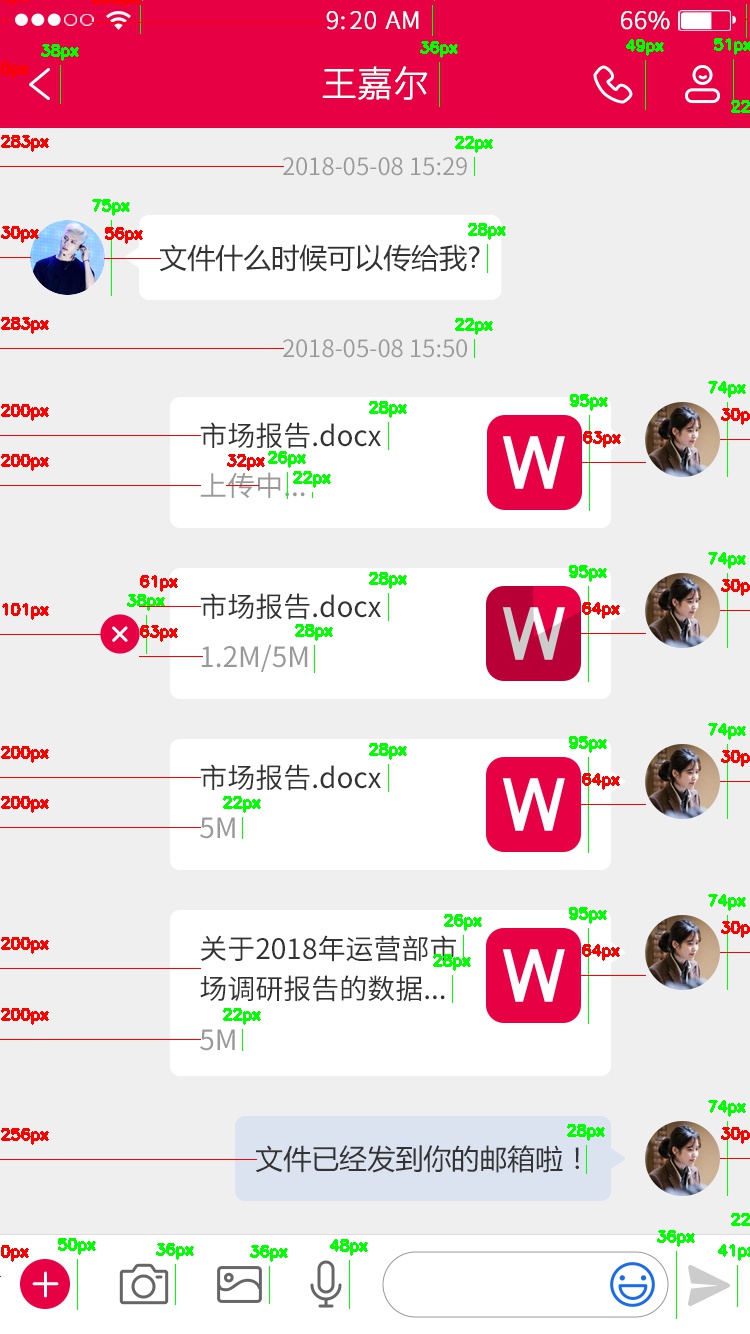 9:20 AM 66%
38px 36px 49px 51px
0px
王嘉尔
22
283px 22px
2018-05-08 15:29
75px
30px 56px 28px
文件什么时候可以传给我?
283px 22px
2018-05-08 15:50
200px 28px 95px 74px
市场报告.docx 63px 30px
W
200px 32px 26px 22px
上传中...
61px 28px 95px 74px
101px 38px 市场报告.docx 64px 30px
W
63px 28px
1.2M/5M
200px 28px 95px 74px
市场报告.docx 64px 30px
W
200px 22px
5M
26px 95px 74px
200px 关于2018年运营部市 64px 30px
28px
场调研报告的数据... W
200px 22px
5M
74px
256px 28px 30px
文件已经发到你的邮箱啦！
22
0px 50px 36px 36px 48px 36px 41px